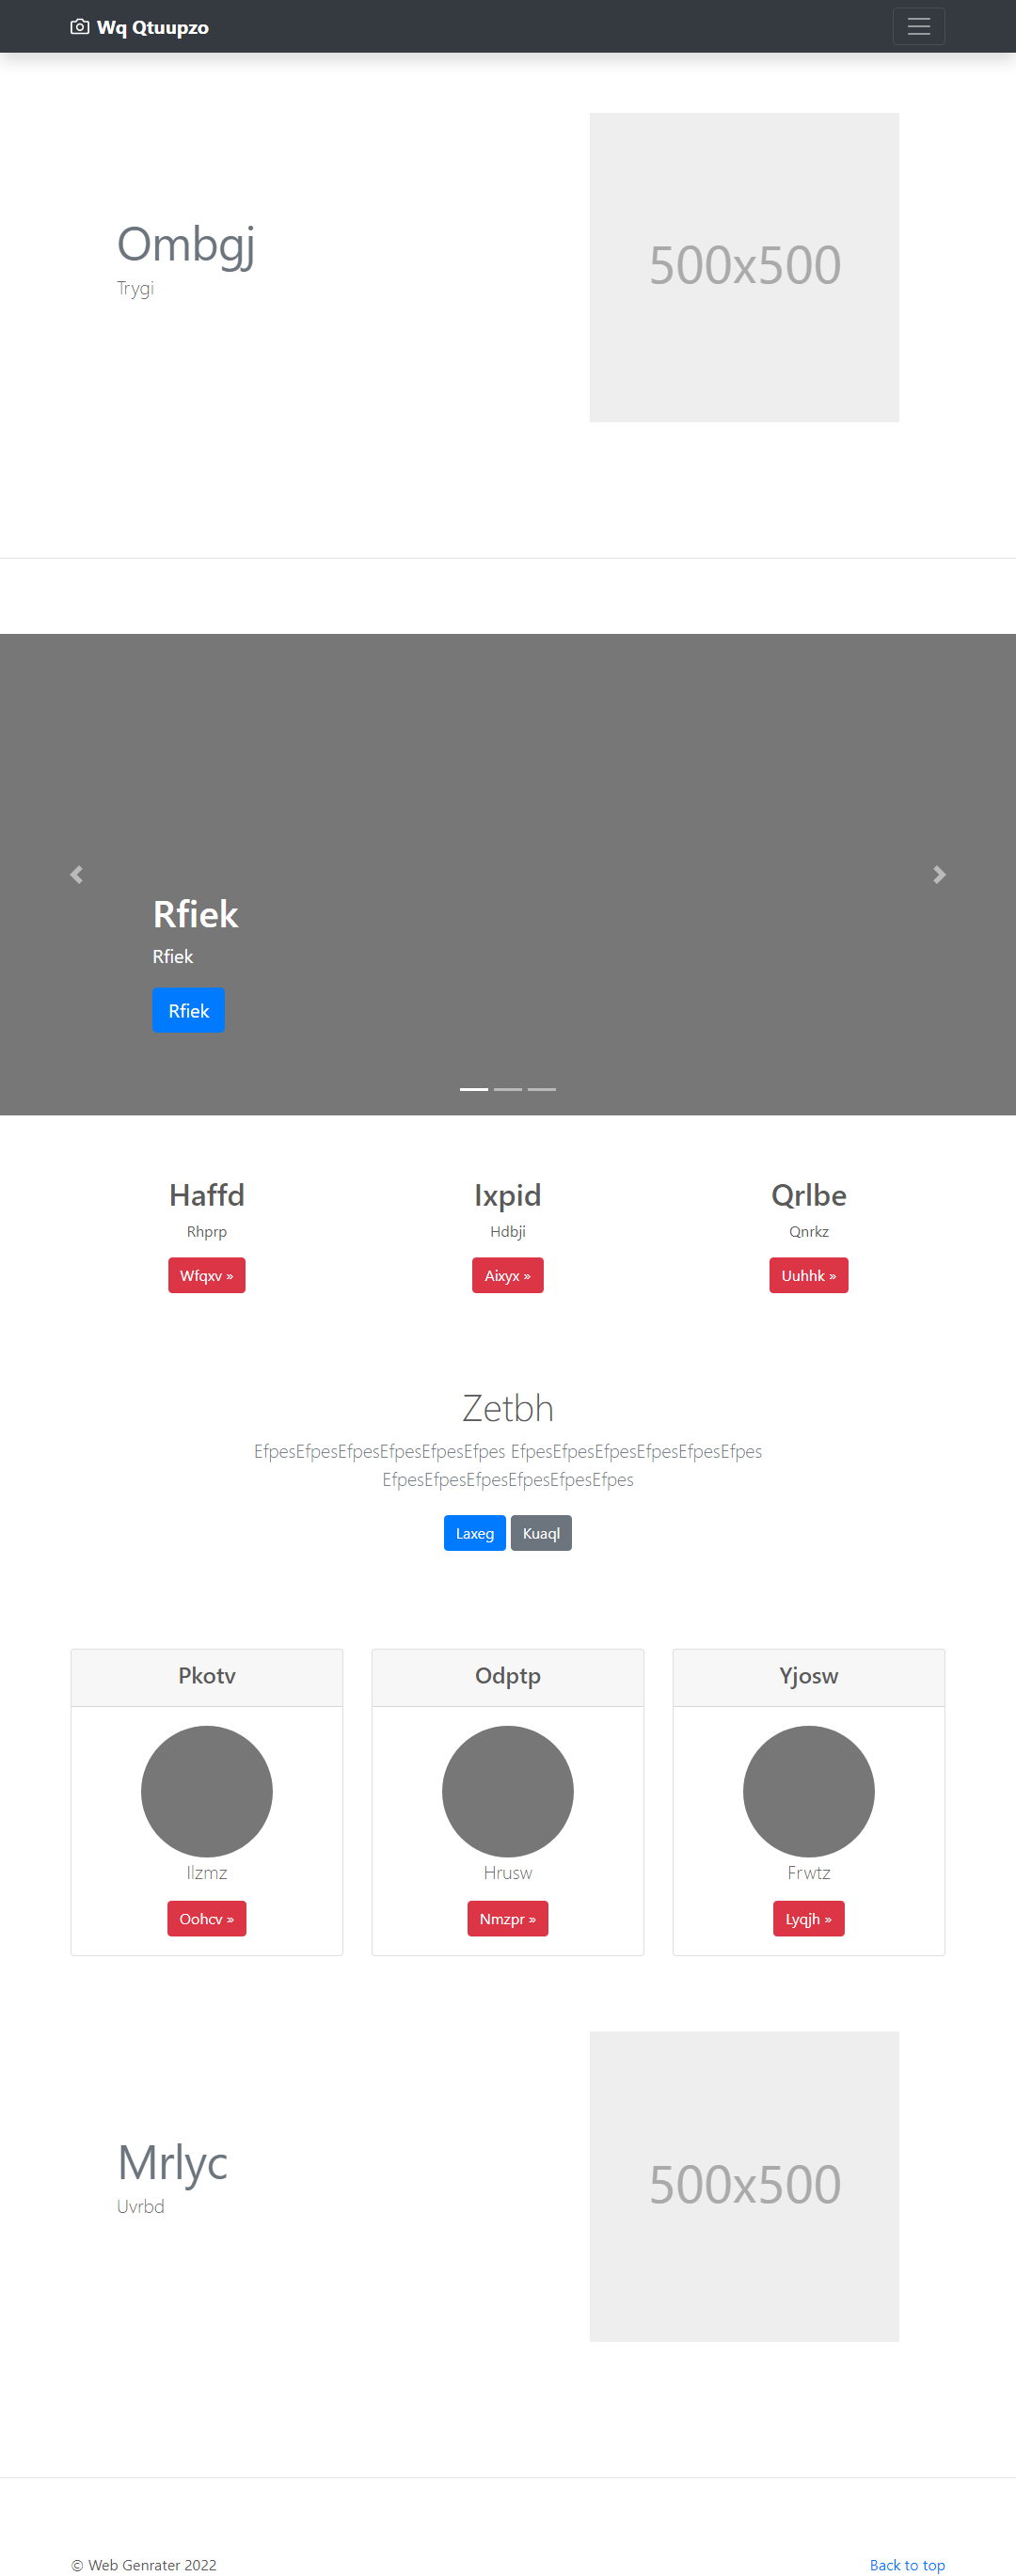 Wq Qtuupzo
Ombgj
Trygi
500x500
Rfiek
Rfiek
Rfiek
Haffd
Rhprp
Wfqxv »
Ixpid
Hdbji
Aixyx »
Qrlbe
Qnrkz
Uuhhk »
Zetbh
EfpesEfpesEfpesEfpesEfpesEfpes EfpesEfpesEfpesEfpesEfpesEfpes
EfpesEfpesEfpesEfpesEfpesEfpes
Laxeg Kuaql
Pkotv
Ilzmz
Oohcv »
Odptp
Hrusw
Nmzpr »
Yjosw
Frwtz
Lyqjh »
Mrlyc
Uvrbd
500x500
© Web Genrater 2022
Back to top